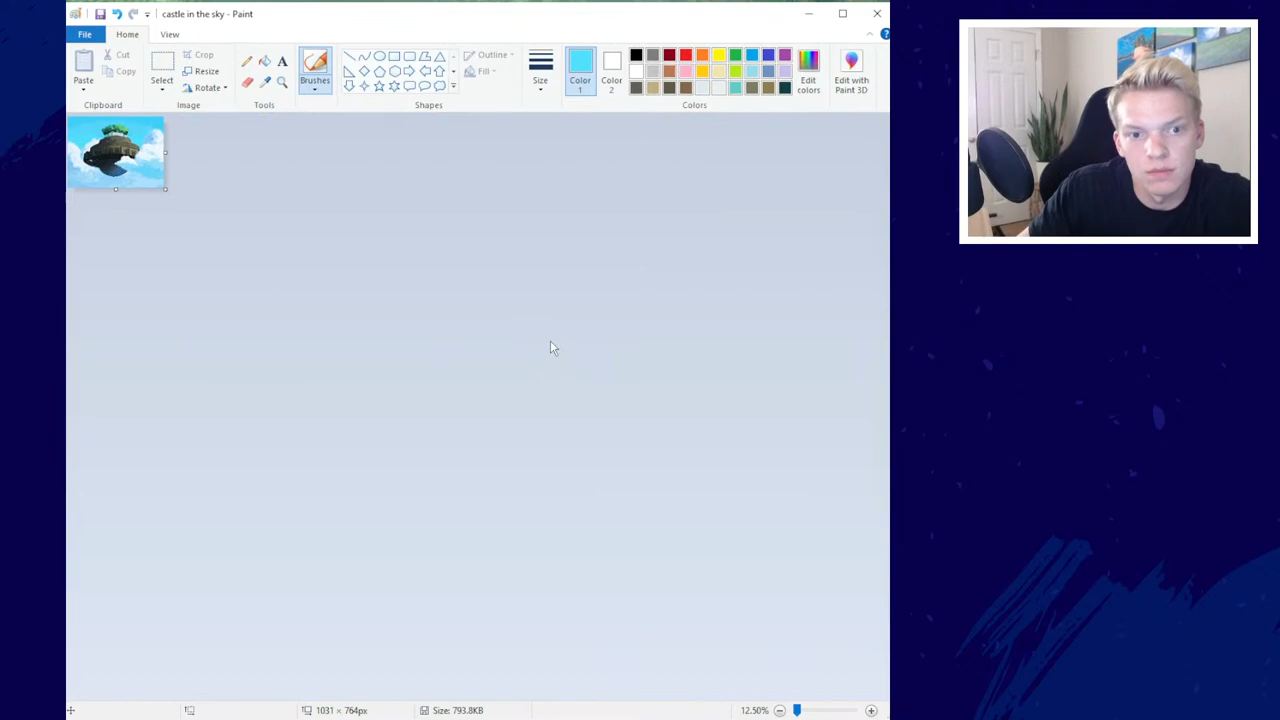 castle in the sky - Paint
File Home View
Paste
Cut
Copy
Clipboard
Select
Crop
Resize
Rotate
Image
Tools
Brushes
Outline
Fill
Shapes
Size
Color 1
Color 2
Edit colors
Colors
Edit with Paint 3D
1031 × 764px
Size: 793.8KB
12.50%